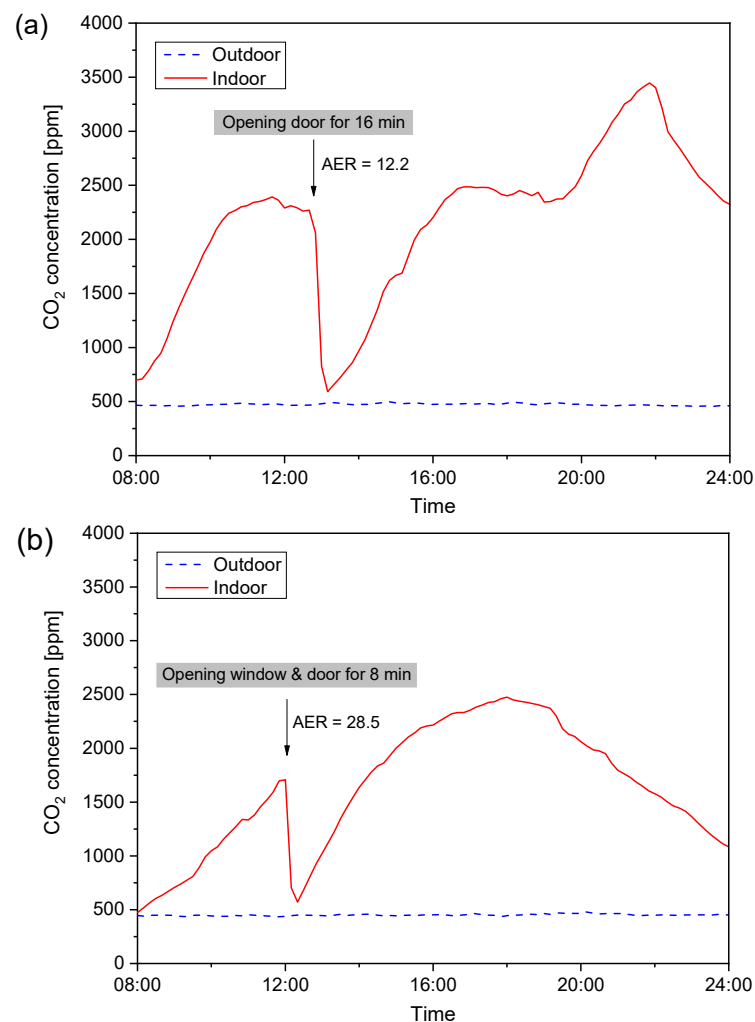 (a)
4000
3500
3000
2500
2000
1500
1000
500
0
CO₂ concentration [ppm]
Outdoor
Indoor
Opening door for 16 min
AER = 12.2
08:00 12:00 16:00 20:00 24:00
Time
(b)
4000
3500
3000
2500
2000
1500
1000
500
0
CO₂ concentration [ppm]
Outdoor
Indoor
Opening window & door for 8 min
AER = 28.5
08:00 12:00 16:00 20:00 24:00
Time